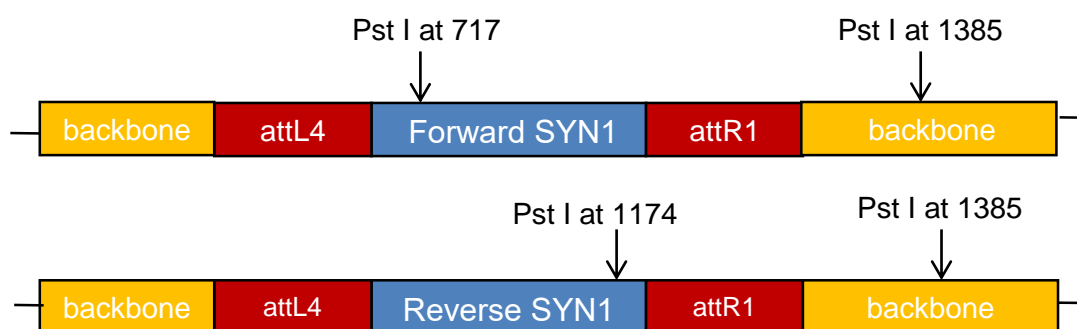 Pst I at 717 Pst I at 1385
backbone attL4 Forward SYN1 attR1 backbone
Pst I at 1174 Pst I at 1385
backbone attL4 Reverse SYN1 attR1 backbone